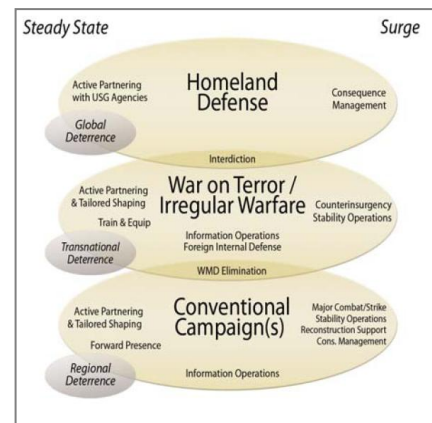 Steady State
Surge
Homeland
Defense
Active Partnering
with USG Agencies
Consequence
Management
Global
Deterrence
Interdiction
War on Terror /
Irregular Warfare
Active Partnering
& Tailored Shaping
Train & Equip
Counterinsurgency
Stability Operations
Information Operations
Foreign Internal Defense
Transnational
Deterrence
WMD Elimination
Conventional
Campaign(s)
Active Partnering
& Tailored Shaping
Forward Presence
Major Combat/Strike
Stability Operations
Reconstruction Support
Cons. Management
Regional
Deterrence
Information Operations